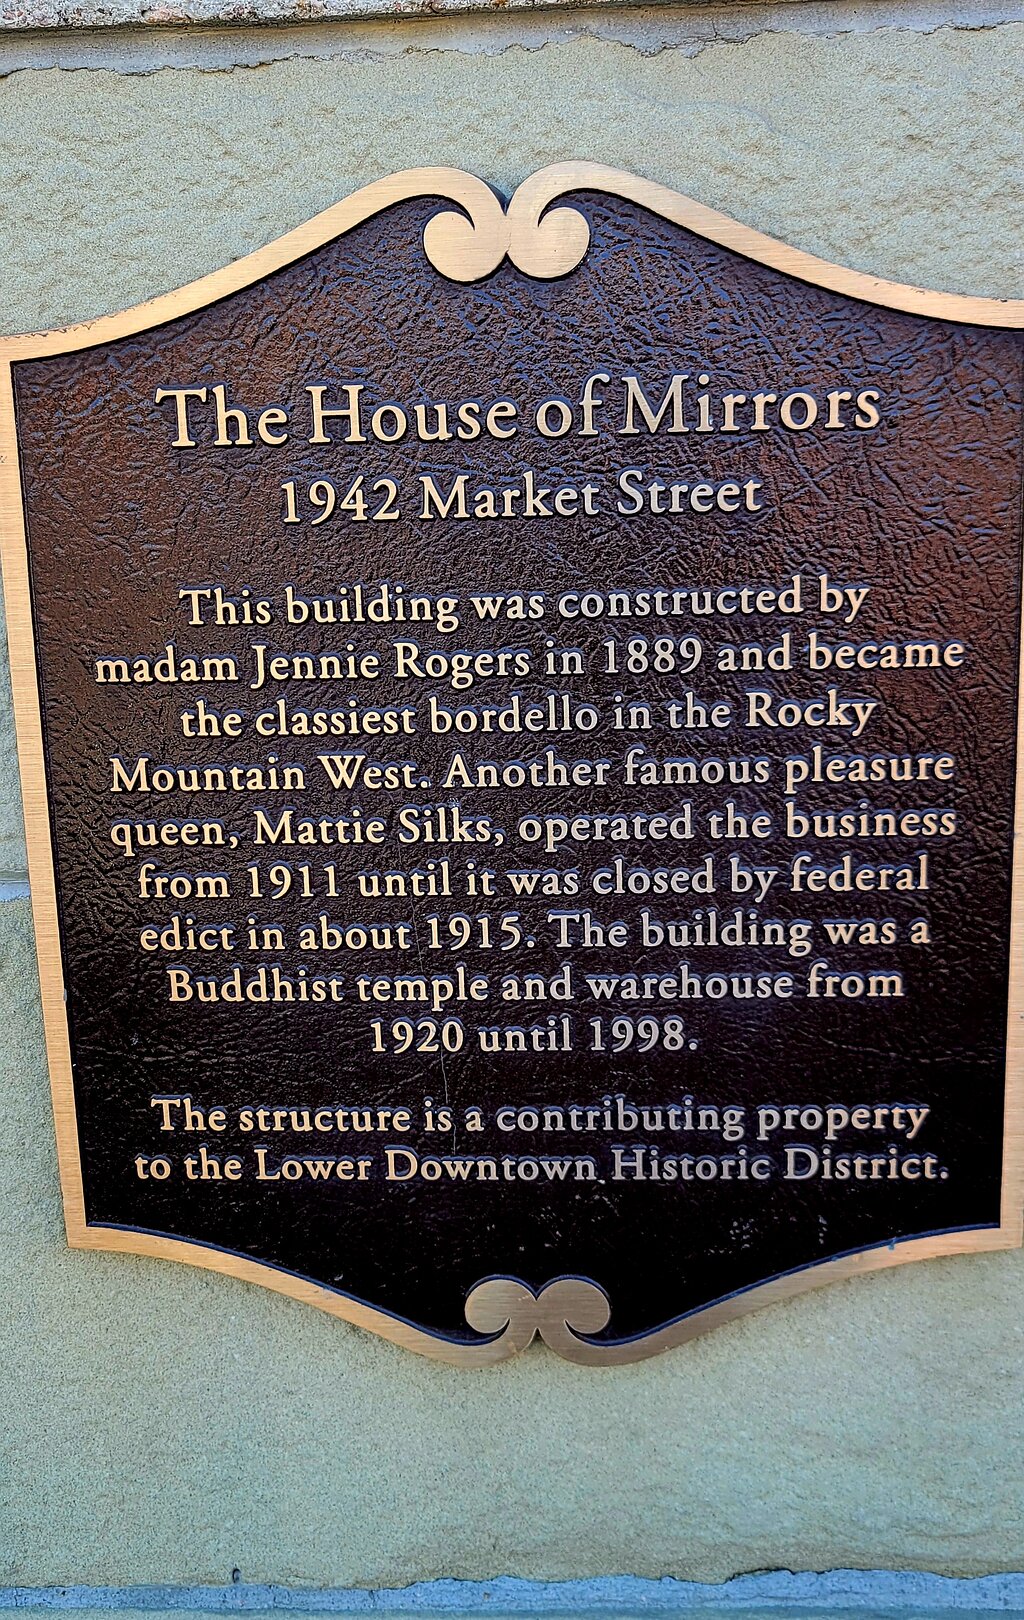 The House of Mirrors
1942 Market Street
This building was constructed by
madam Jennie Rogers in 1889 and became
the classiest bordello in the Rocky
Mountain West. Another famous pleasure
queen, Mattie Silks, operated the business
from 1911 until it was closed by federal
edict in about 1915. The building was a
Buddhist temple and warehouse from
1920 until 1998.
The structure is a contributing property
to the Lower Downtown Historic District.